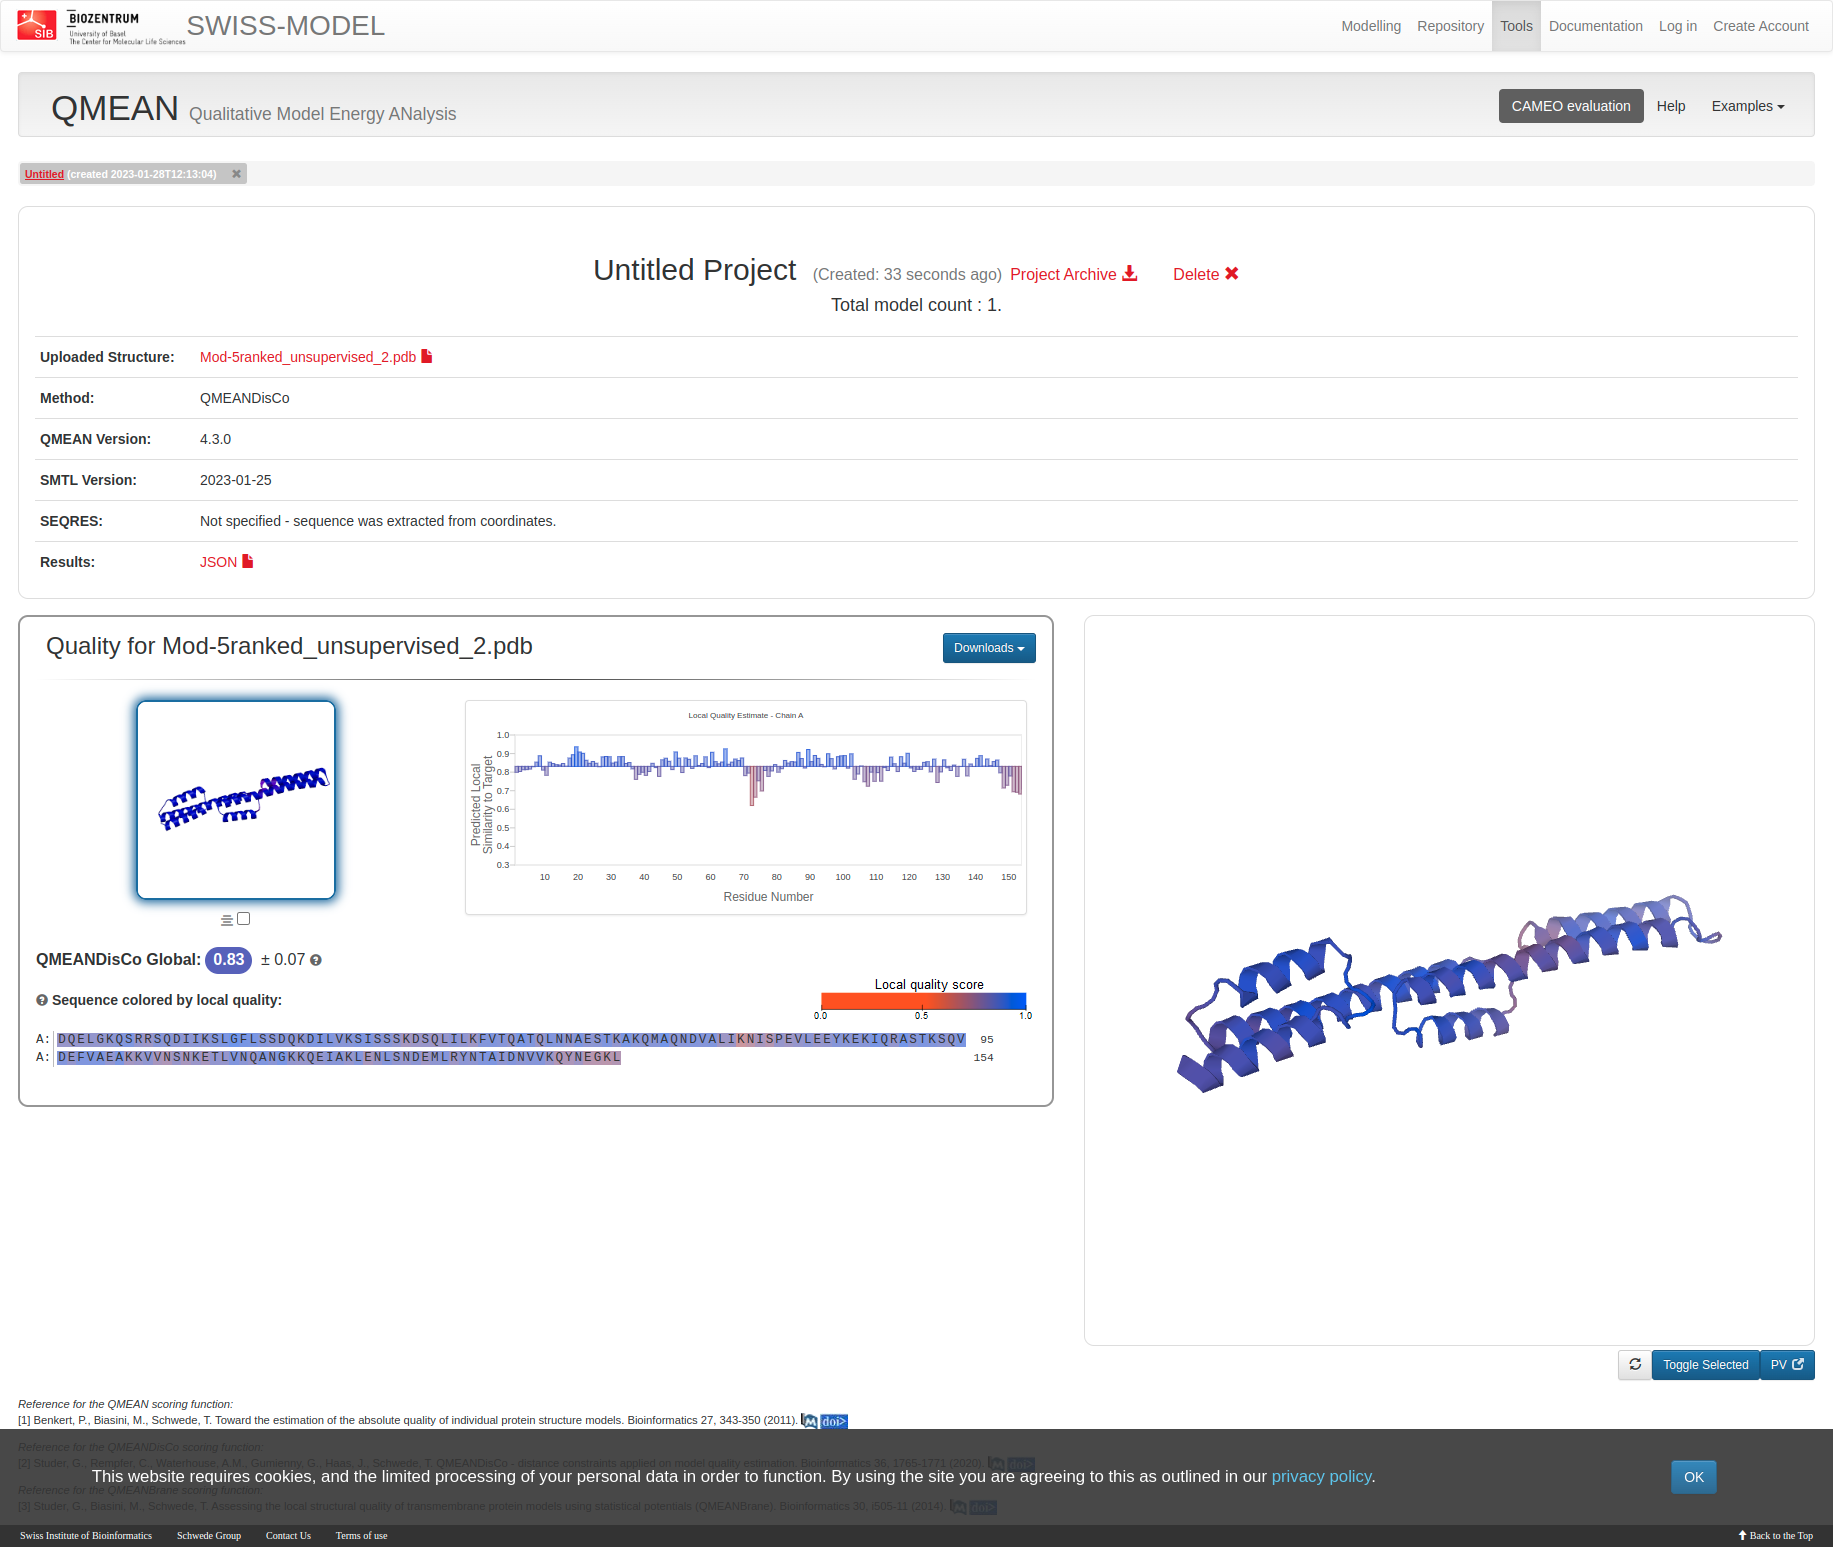 SIB
BIOZENTRUM
University of Basel
The Center for Molecular Life Sciences
SWISS-MODEL
Modelling Repository Tools Documentation Log in Create Account
QMEAN Qualitative Model Energy ANalysis
CAMEO evaluation Help Examples
Untitled (created 2023-01-28T12:13:04)
Untitled Project (Created: 33 seconds ago) Project Archive Delete
Total model count : 1.
Uploaded Structure: Mod-5ranked_unsupervised_2.pdb
Method: QMEANDisCo
QMEAN Version: 4.3.0
SMTL Version: 2023-01-25
SEQRES: Not specified - sequence was extracted from coordinates.
Results: JSON
Quality for Mod-5ranked_unsupervised_2.pdb
Downloads
Local Quality Estimate - Chain A
Predicted Local
Similarity to Target
1.0
0.9
0.8
0.7
0.6
0.5
0.4
0.3
10 20 30 40 50 60 70 80 90 100 110 120 130 140 150
Residue Number
QMEANDisCo Global: 0.83 ± 0.07
Sequence colored by local quality:
Local quality score
0.0 0.5 1.0
A: DQELGKQSRRSQDIIKSLGFLSSDQKDILVKSISSSKDSQLILKFVTQATQLNNAESTKAKQMAQNDVALIKNISPEVLEEYKEKIQRASTKSQV 95
A: DEFVAEAKKVVNSNKETLVNQANGKKQEIAKLENLSNDEMLRYNTAIDNVVKQYNEGKL 154
Toggle Selected PV
Reference for the QMEAN scoring function:
[1] Benkert, P., Biasini, M., Schwede, T. Toward the estimation of the absolute quality of individual protein structure models. Bioinformatics 27, 343-350 (2011). M doi>
Reference for the QMEANDisCo scoring function:
[2] Studer, G., Rempfer, C., Waterhouse, A.M., Gumienny, G., Haas, J., Schwede, T. QMEANDisCo - distance constraints applied on model quality estimation. Bioinformatics 36, 1765-1771 (2020). M doi>
This website requires cookies, and the limited processing of your personal data in order to function. By using the site you are agreeing to this as outlined in our privacy policy.
OK
Reference for the QMEANBrane scoring function:
[3] Studer, G., Biasini, M., Schwede, T. Assessing the local structural quality of transmembrane protein models using statistical potentials (QMEANBrane). Bioinformatics 30, i505-11 (2014). M doi>
Swiss Institute of Bioinformatics Schwede Group Contact Us Terms of use Back to the Top